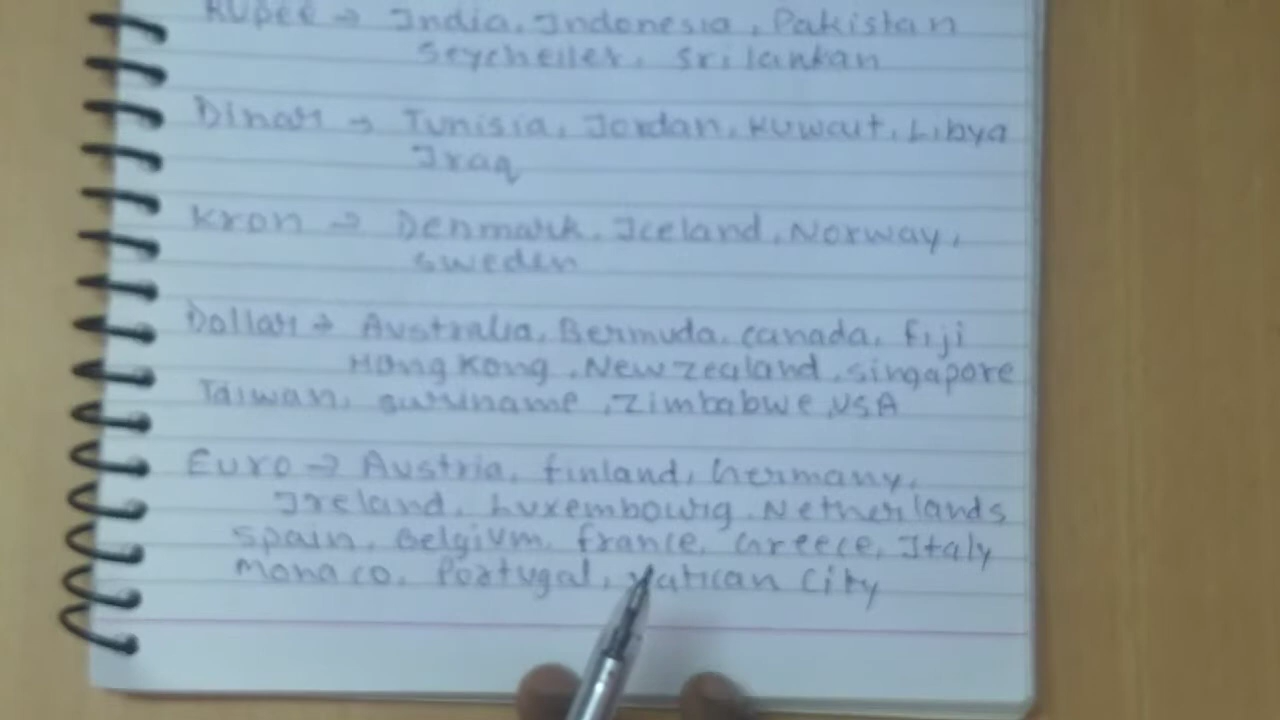 Rupee → India, Indonesia, Pakistan
Seychelles, Srilankan
Dinar → Tunisia, Jordan, Kuwait, Libya
Iraq
Kron → Denmark, Iceland, Norway,
Sweden
Dollar → Australia, Bermuda, Canada, Fiji
Hong Kong, New Zealand, Singapore
Taiwan, Suriname, Zimbabwe, USA
Euro → Austria, Finland, Germany,
Ireland, Luxembourg, Netherlands
Spain, Belgium, France, Greece, Italy
Monaco, Portugal, Vatican City